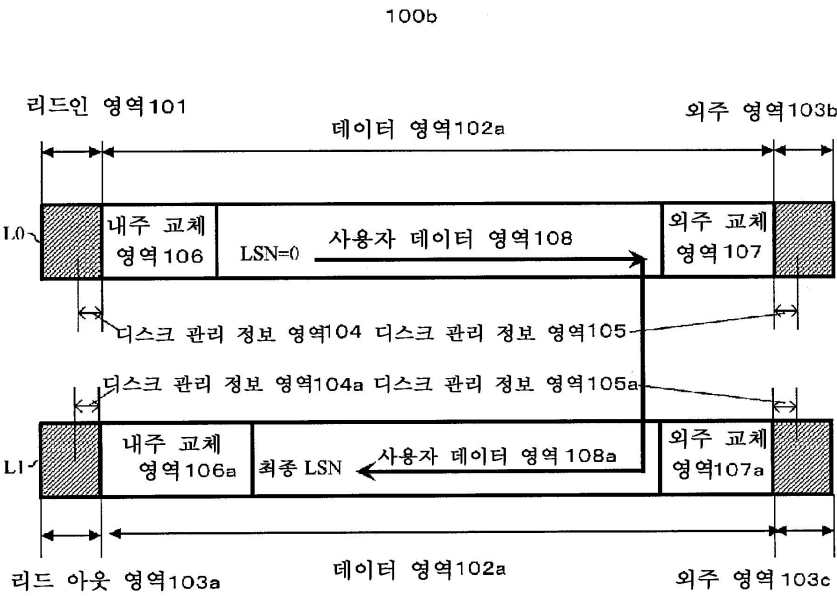 100b
리드인 영역101
데이터 영역102a
외주 영역103b
L0
내주 교체
영역106
LSN=0
사용자 데이터 영역108
외주 교체
영역107
디스크 관리 정보 영역104
디스크 관리 정보 영역105
디스크 관리 정보 영역104a
디스크 관리 정보 영역105a
L1
내주 교체
영역106a
최종 LSN
사용자 데이터 영역108a
외주 교체
영역107a
리드 아웃 영역103a
데이터 영역102a
외주 영역103c